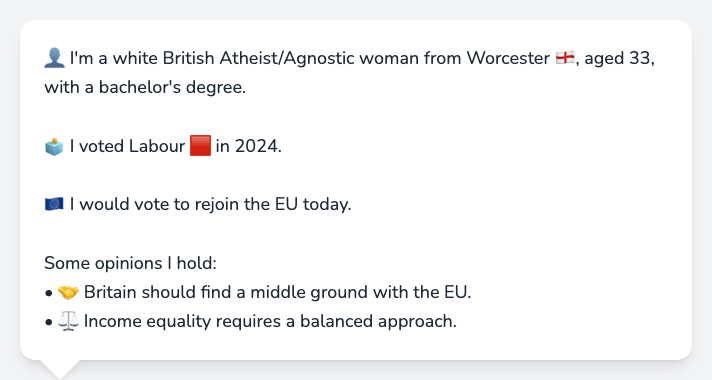 👤 I'm a white British Atheist/Agnostic woman from Worcester 🏴󠁧󠁢󠁥󠁮󠁧󠁿, aged 33,
with a bachelor's degree.
🗳️ I voted Labour 🟥 in 2024.
🇪🇺 I would vote to rejoin the EU today.
Some opinions I hold:
• 🤝 Britain should find a middle ground with the EU.
• ⚖️ Income equality requires a balanced approach.